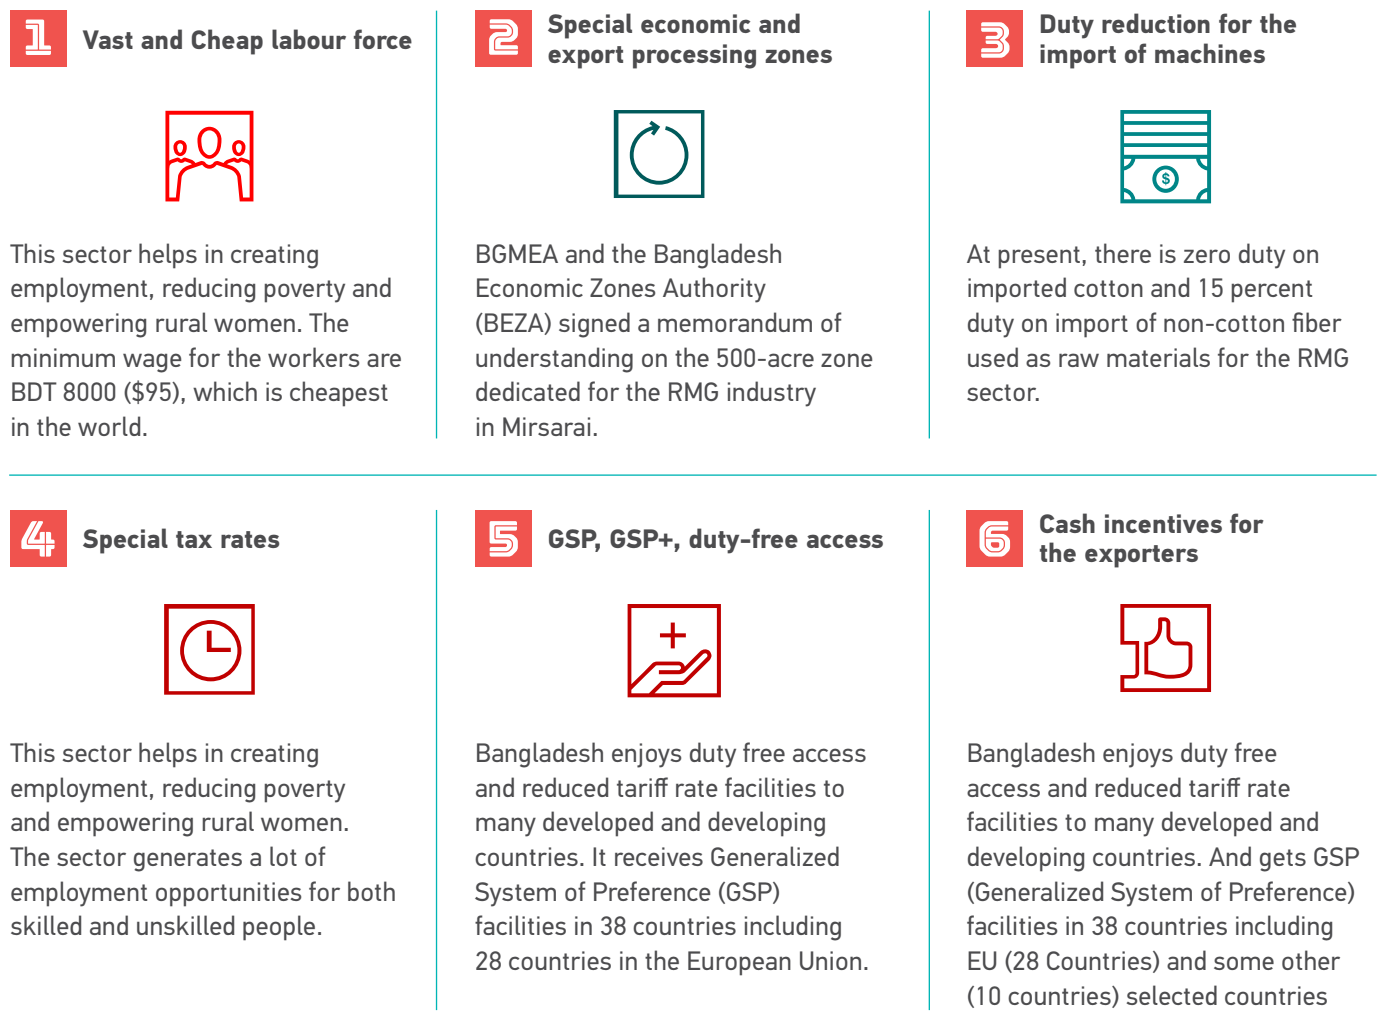 1 Vast and Cheap labour force
This sector helps in creating
employment, reducing poverty and
empowering rural women. The
minimum wage for the workers are
BDT 8000 ($95), which is cheapest
in the world.
2 Special economic and
export processing zones
BGMEA and the Bangladesh
Economic Zones Authority
(BEZA) signed a memorandum of
understanding on the 500-acre zone
dedicated for the RMG industry
in Mirsarai.
3 Duty reduction for the
import of machines
$
At present, there is zero duty on
imported cotton and 15 percent
duty on import of non-cotton fiber
used as raw materials for the RMG
sector.
4 Special tax rates
This sector helps in creating
employment, reducing poverty
and empowering rural women.
The sector generates a lot of
employment opportunities for both
skilled and unskilled people.
5 GSP, GSP+, duty-free access
Bangladesh enjoys duty free access
and reduced tariff rate facilities to
many developed and developing
countries. It receives Generalized
System of Preference (GSP)
facilities in 38 countries including
28 countries in the European Union.
6 Cash incentives for
the exporters
Bangladesh enjoys duty free
access and reduced tariff rate
facilities to many developed and
developing countries. And gets GSP
(Generalized System of Preference)
facilities in 38 countries including
EU (28 Countries) and some other
(10 countries) selected countries